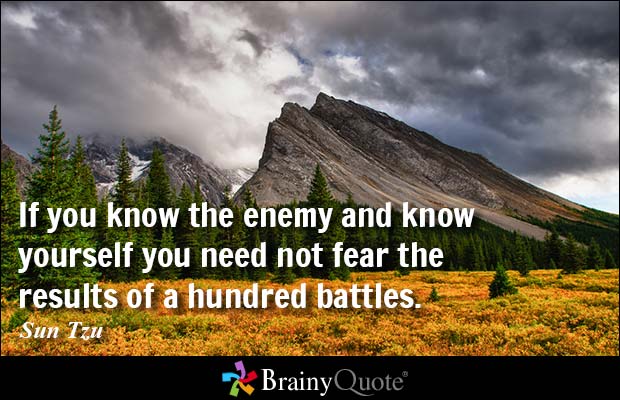 If you know the enemy and know
yourself you need not fear the
results of a hundred battles.
Sun Tzu
BrainyQuote®